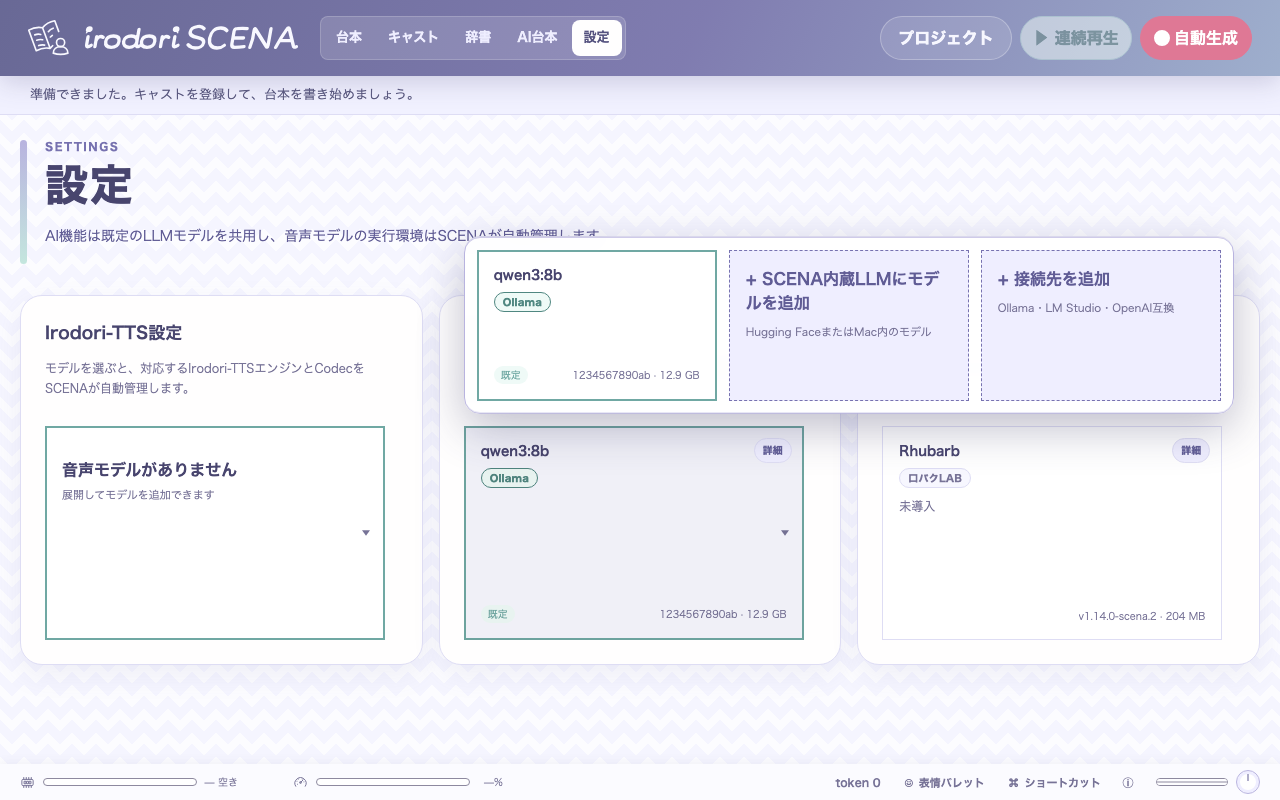 irodori SCENA
台本 キャスト 辞書 AI台本 設定
プロジェクト
連続再生
自動生成
準備できました。キャストを登録して、台本を書き始めましょう。
SETTINGS
設定
AI機能は既定のLLMモデルを共用し、音声モデルの実行環境はSCENAが自動管理します。
qwen3:8b
Ollama
既定
1234567890ab · 12.9 GB
+ SCENA内蔵LLMにモデ
ルを追加
Hugging FaceまたはMac内のモデル
+ 接続先を追加
Ollama・LM Studio・OpenAI互換
Irodori-TTS設定
モデルを選ぶと、対応するIrodori-TTSエンジンとCodecを
SCENAが自動管理します。
音声モデルがありません
展開してモデルを追加できます
qwen3:8b
詳細
Ollama
既定
1234567890ab · 12.9 GB
Rhubarb
詳細
口パクLAB
未導入
v1.14.0-scena.2 · 204 MB
— 空き
—%
token 0
表情パレット
⌘ ショートカット